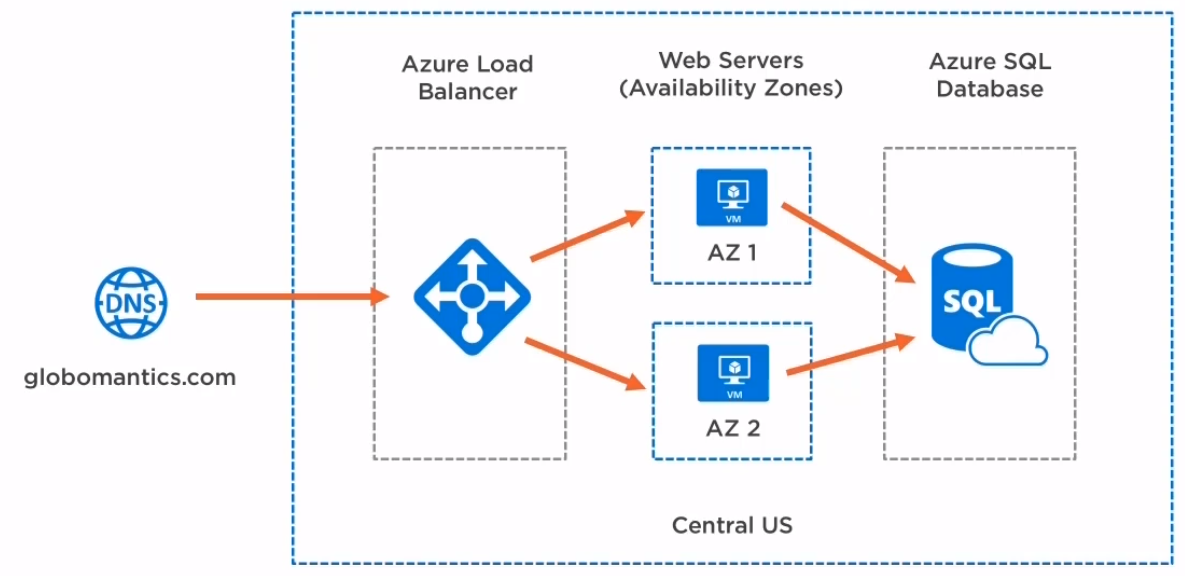 Azure Load
Balancer
Web Servers
(Availability Zones)
Azure SQL
Database
DNS
globomantics.com
VM
AZ 1
VM
AZ 2
SQL
Central US